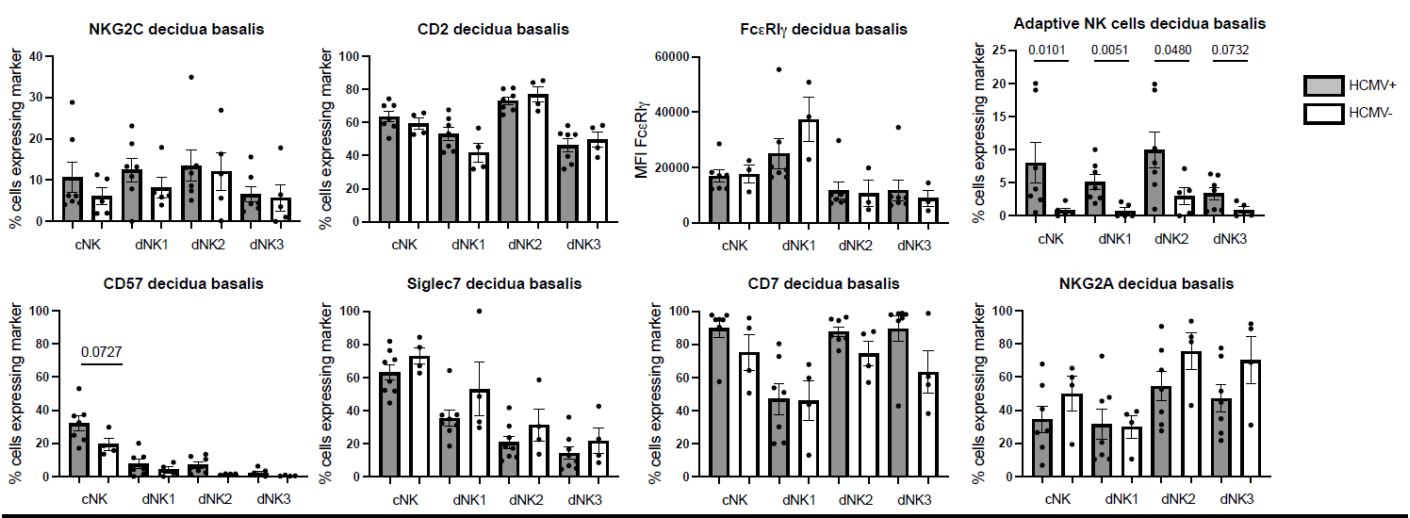 NKG2C decidua basalis
% cells expressing marker
40
30
20
10
0
cNK dNK1 dNK2 dNK3
CD2 decidua basalis
% cells expressing marker
100
80
60
40
20
0
cNK dNK1 dNK2 dNK3
FcεRIγ decidua basalis
MFI FcεRIγ
60000
40000
20000
0
cNK dNK1 dNK2 dNK3
Adaptive NK cells decidua basalis
% cells expressing marker
25
20
15
10
5
0
0.0101 0.0051 0.0480 0.0732
cNK dNK1 dNK2 dNK3
HCMV+
HCMV-
CD57 decidua basalis
% cells expressing marker
100
80
60
40
20
0
0.0727
cNK dNK1 dNK2 dNK3
Siglec7 decidua basalis
% cells expressing marker
100
80
60
40
20
0
cNK dNK1 dNK2 dNK3
CD7 decidua basalis
% cells expressing marker
100
80
60
40
20
0
cNK dNK1 dNK2 dNK3
NKG2A decidua basalis
% cells expressing marker
100
80
60
40
20
0
cNK dNK1 dNK2 dNK3